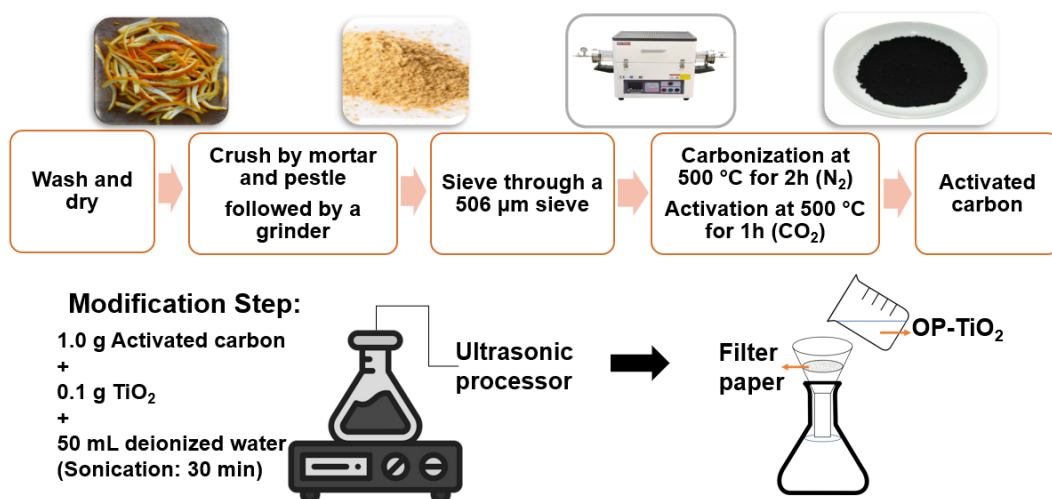 Wash and
dry
Crush by mortar
and pestle
followed by a
grinder
Sieve through a
506 µm sieve
Carbonization at
500 °C for 2h (N₂)
Activation at 500 °C
for 1h (CO₂)
Activated
carbon
Modification Step:
1.0 g Activated carbon
+
0.1 g TiO₂
+
50 mL deionized water
(Sonication: 30 min)
Ultrasonic
processor
Filter
paper
OP-TiO₂